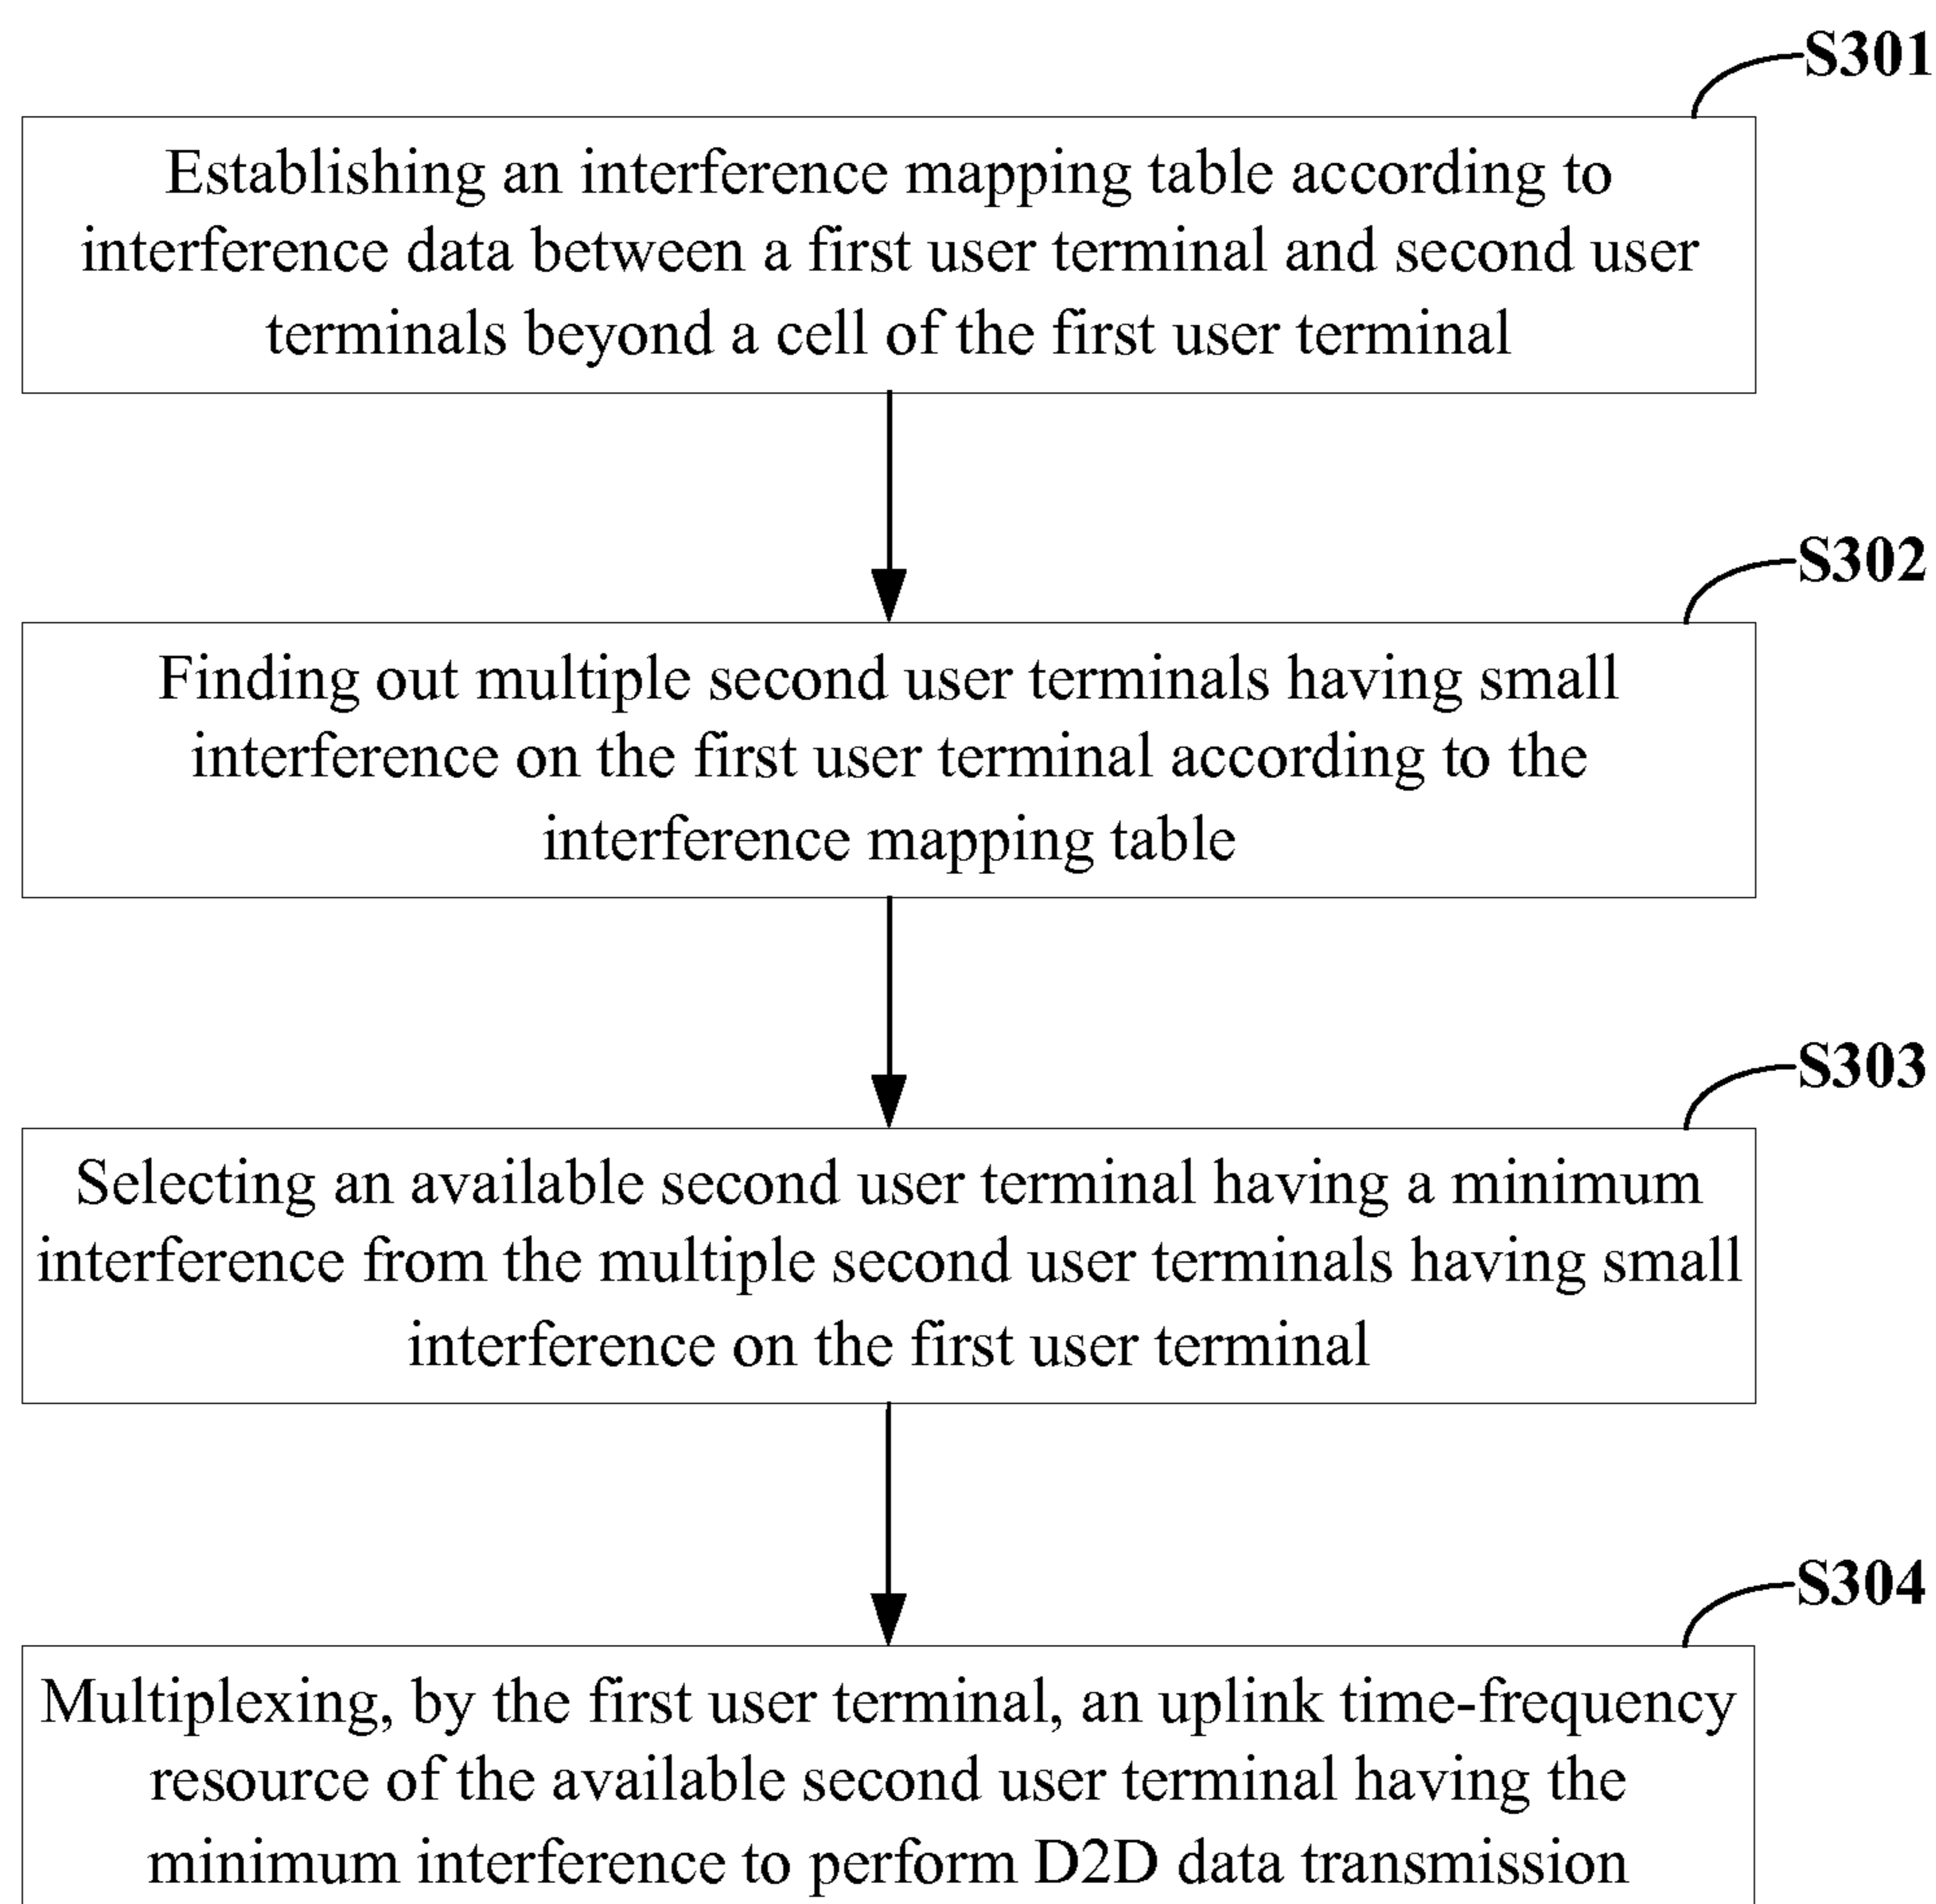 S301
Establishing an interference mapping table according to
interference data between a first user terminal and second user
terminals beyond a cell of the first user terminal
S302
Finding out multiple second user terminals having small
interference on the first user terminal according to the
interference mapping table
S303
Selecting an available second user terminal having a minimum
interference from the multiple second user terminals having small
interference on the first user terminal
S304
Multiplexing, by the first user terminal, an uplink time-frequency
resource of the available second user terminal having the
minimum interference to perform D2D data transmission